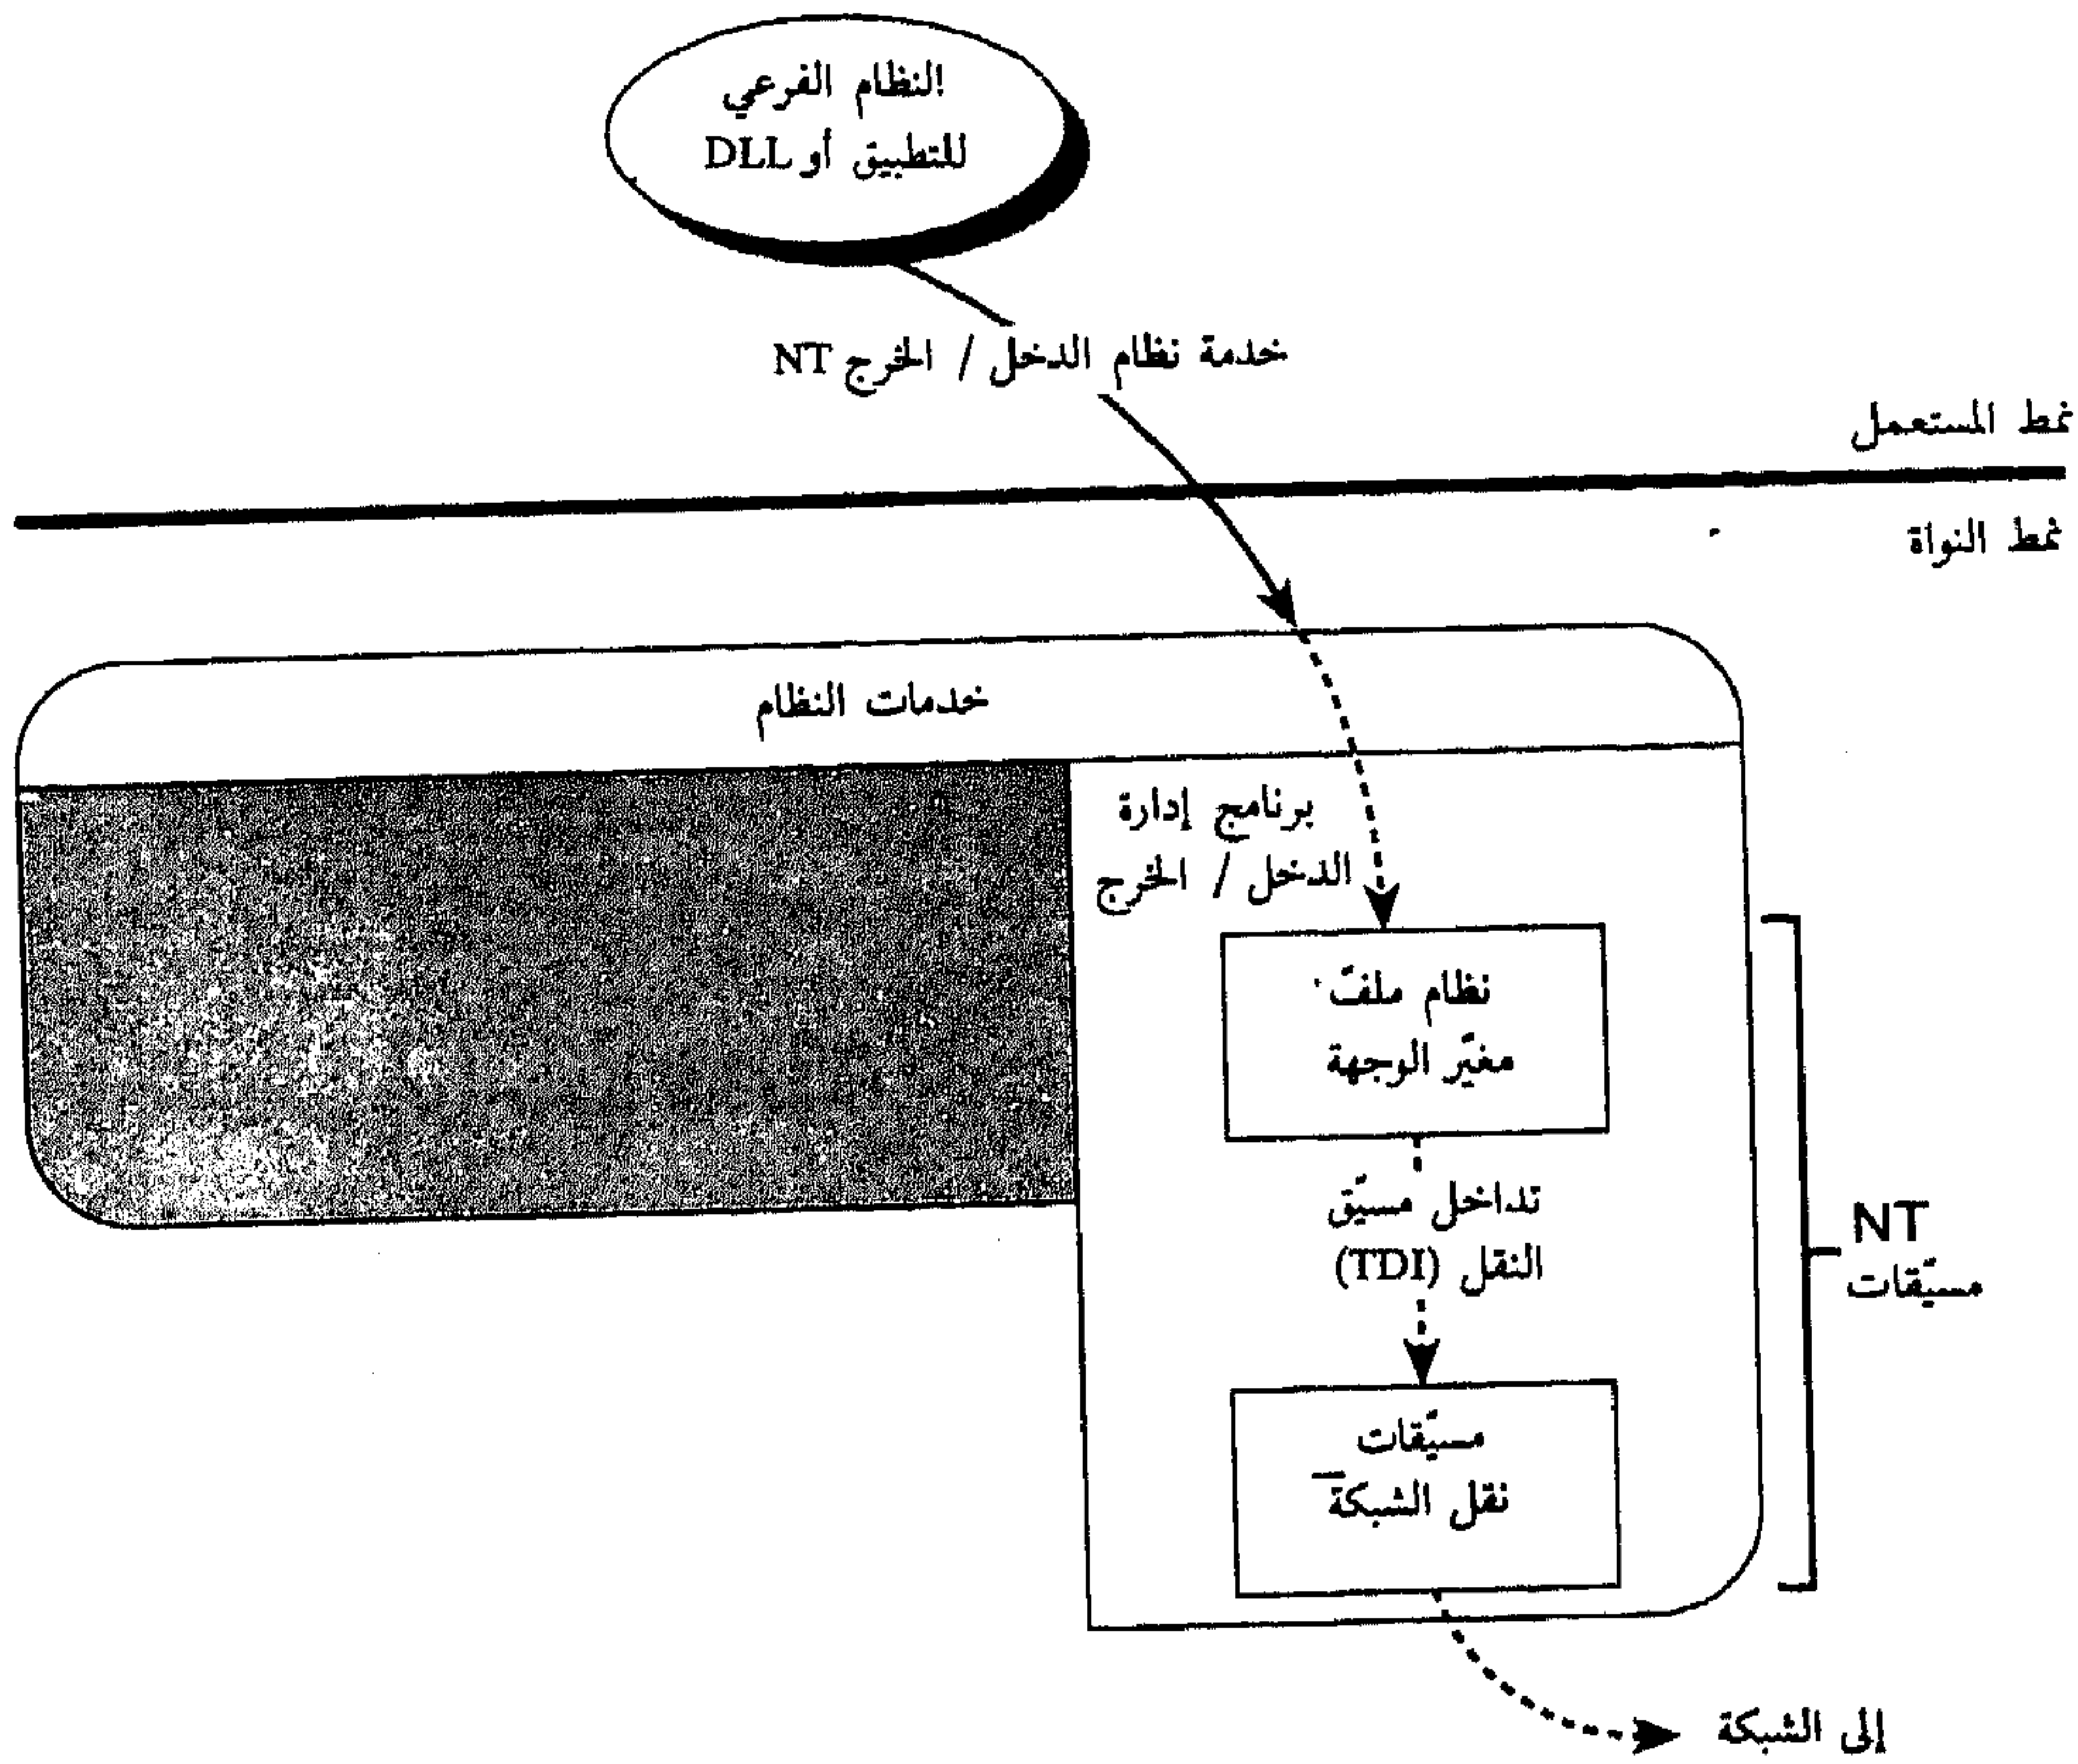 النظام الفرعي
للتطبيق أو DLL
خدمة نظام الدخل / الخرج NT
نمط المستعمل
نمط النواة
خدمات النظام
برنامج إدارة
الدخل / الخرج
نظام ملفّ
مغيّر الوجهة
تداخل مسيّق
النقل (TDI)
NT
مسيّقات
مسيّقات
نقل الشبكة
إلى الشبكة